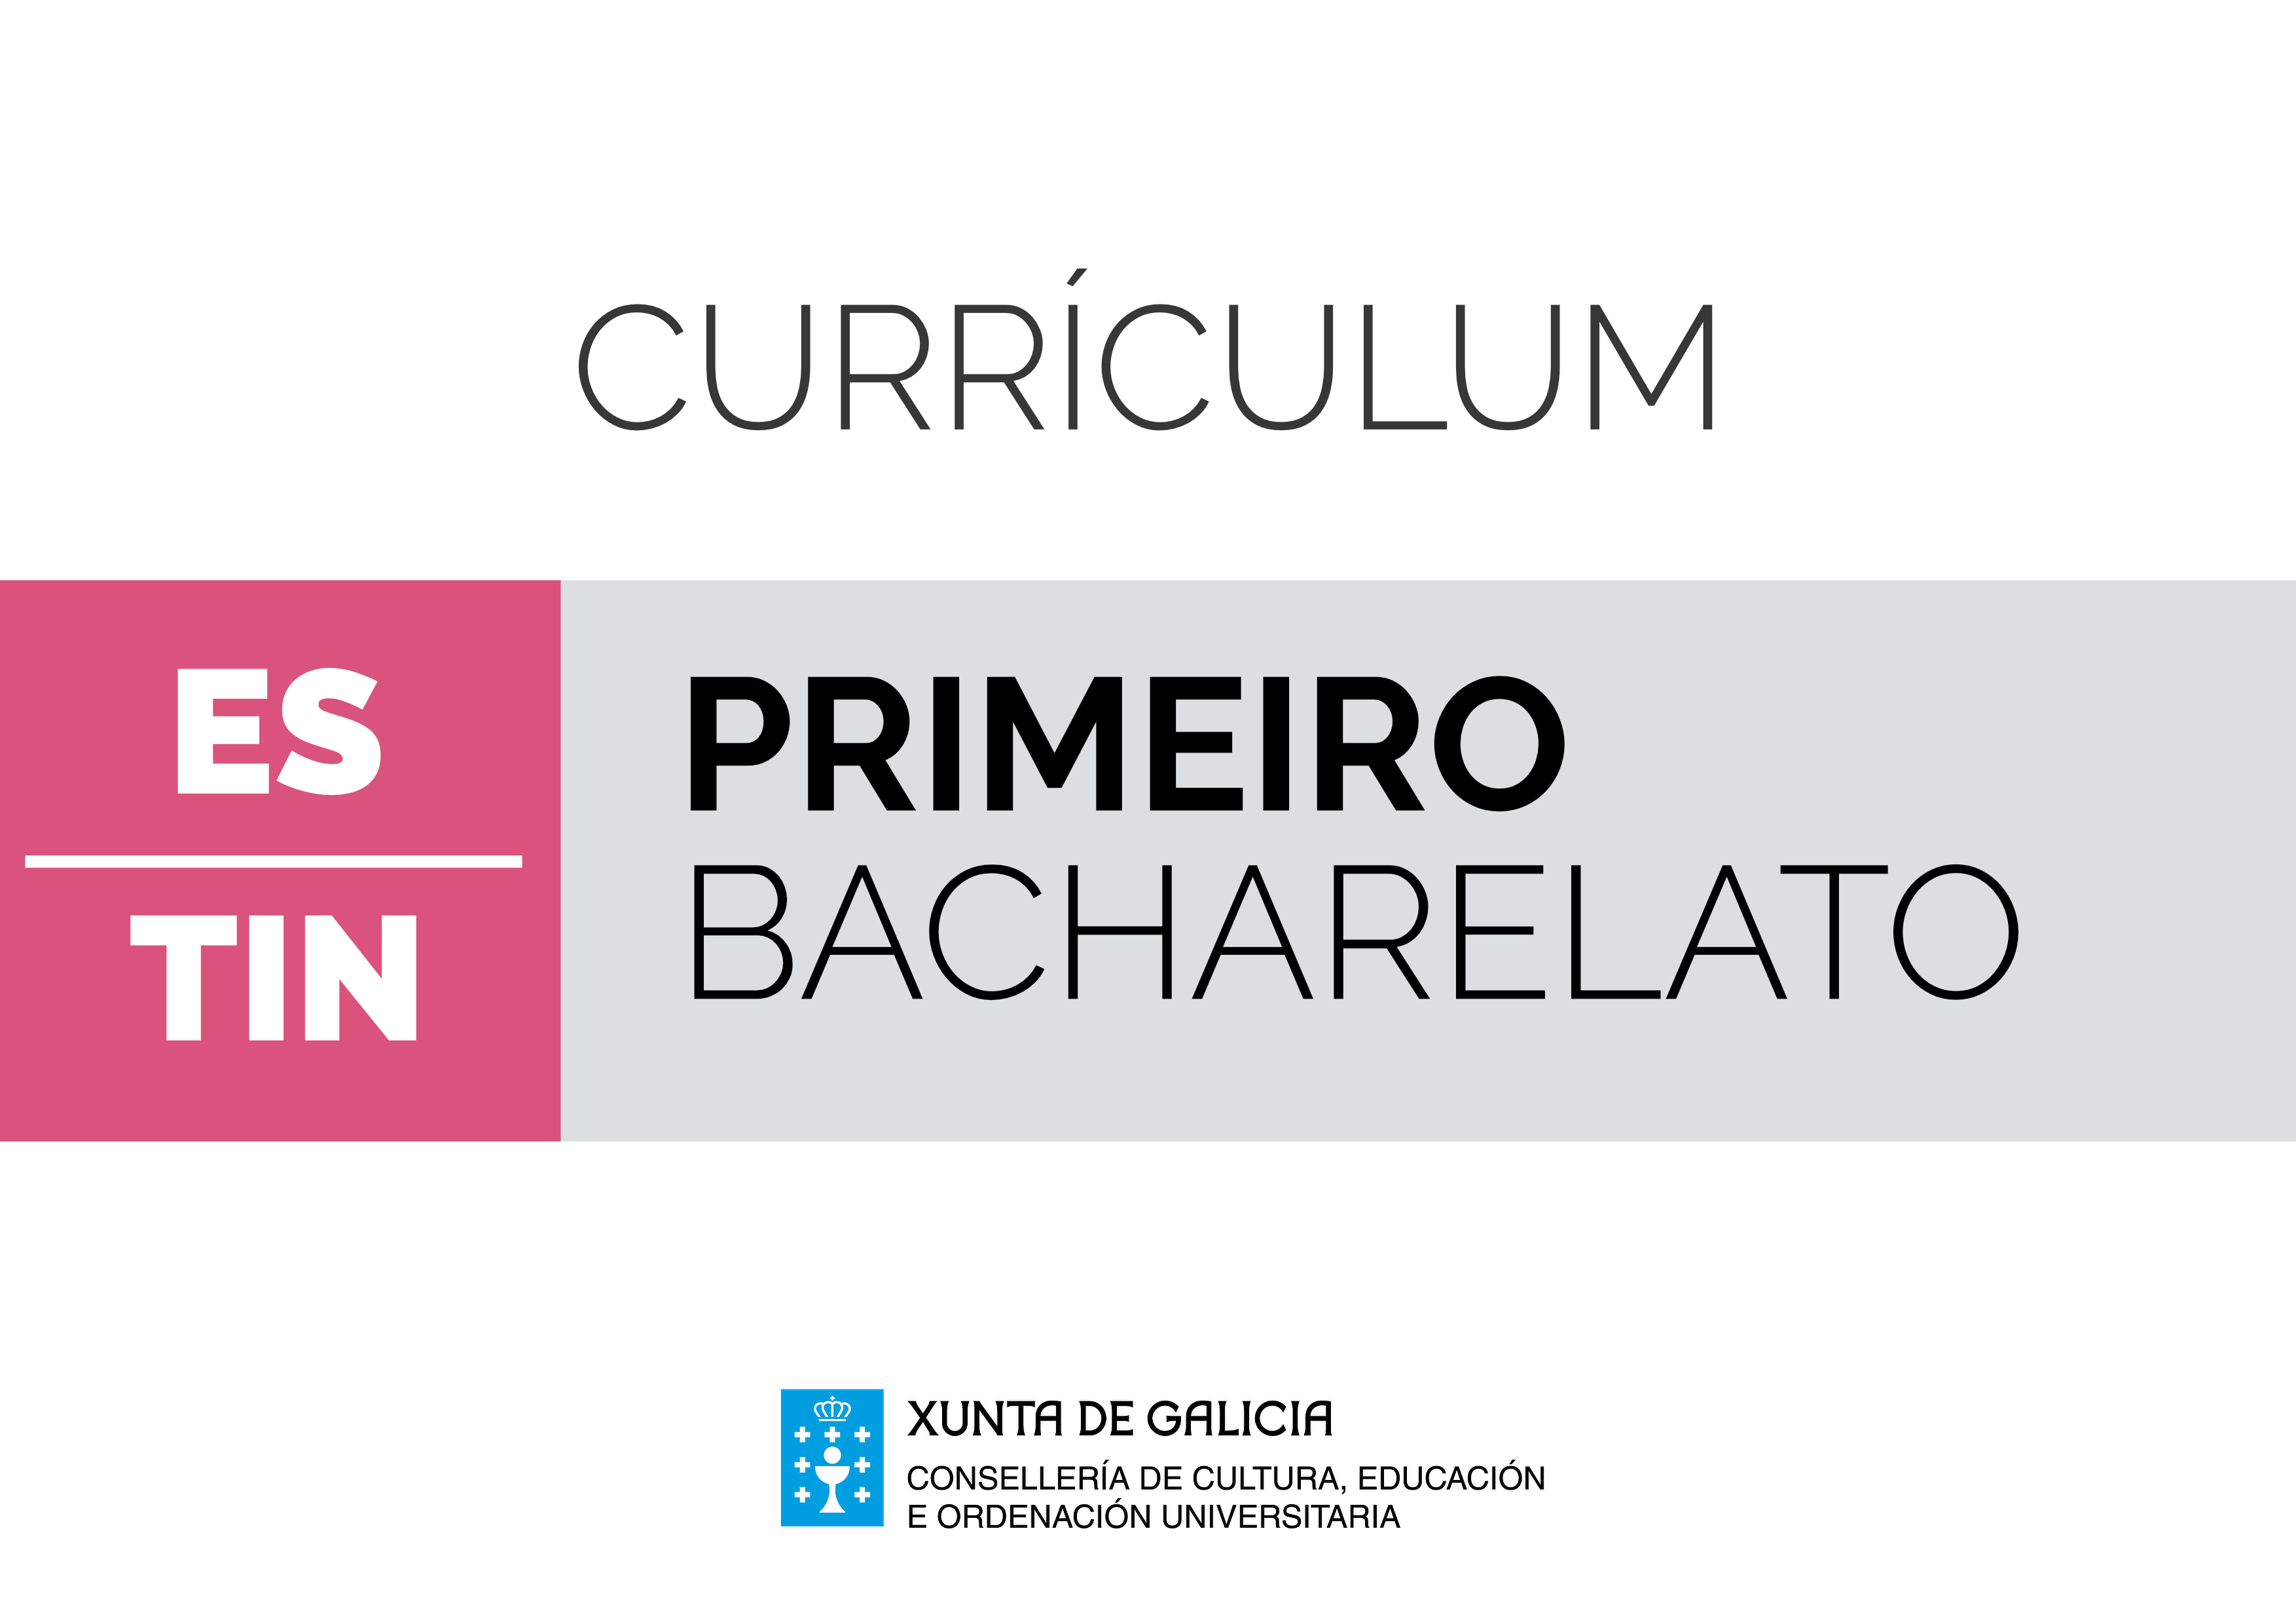 CURRÍCULUM
ES
TIN
PRIMEIRO
BACHARELATO
XUNTA DE GALICIA
CONSELLERÍA DE CULTURA, EDUCACIÓN
E ORDENACIÓN UNIVERSITARIA